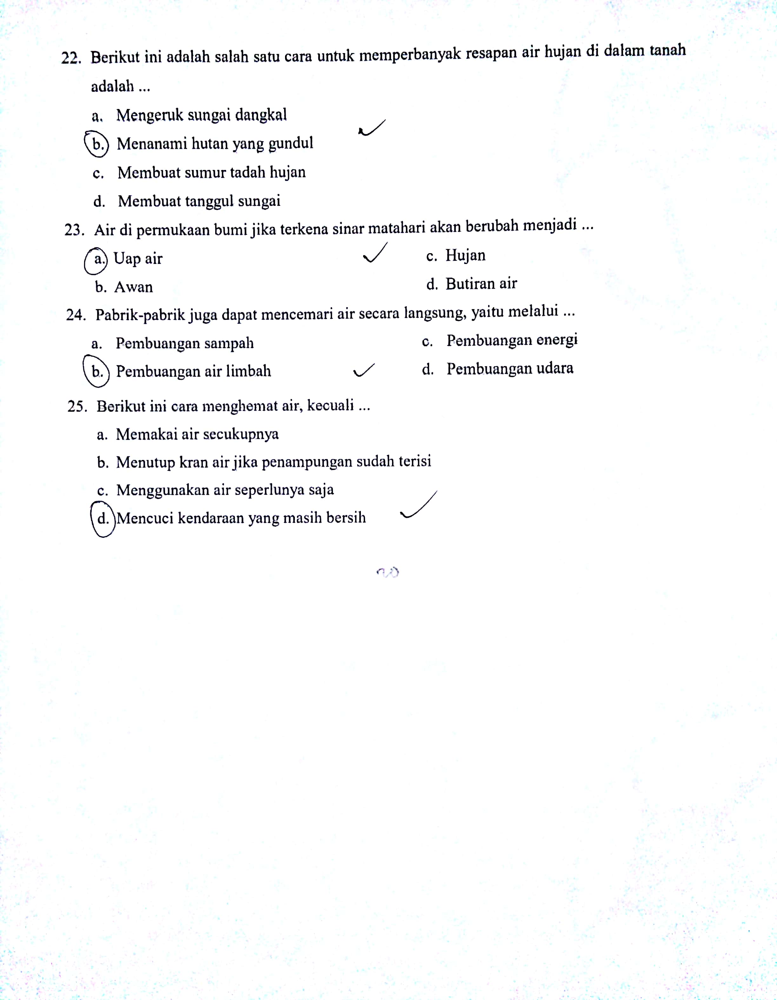 22. Berikut ini adalah salah satu cara untuk memperbanyak resapan air hujan di dalam tanah
adalah ...
a. Mengeruk sungai dangkal
b. Menanami hutan yang gundul
c. Membuat sumur tadah hujan
d. Membuat tanggul sungai
23. Air di permukaan bumi jika terkena sinar matahari akan berubah menjadi ...
a. Uap air
b. Awan
c. Hujan
d. Butiran air
24. Pabrik-pabrik juga dapat mencemari air secara langsung, yaitu melalui ...
a. Pembuangan sampah
b. Pembuangan air limbah
c. Pembuangan energi
d. Pembuangan udara
25. Berikut ini cara menghemat air, kecuali ...
a. Memakai air secukupnya
b. Menutup kran air jika penampungan sudah terisi
c. Menggunakan air seperlunya saja
d. Mencuci kendaraan yang masih bersih